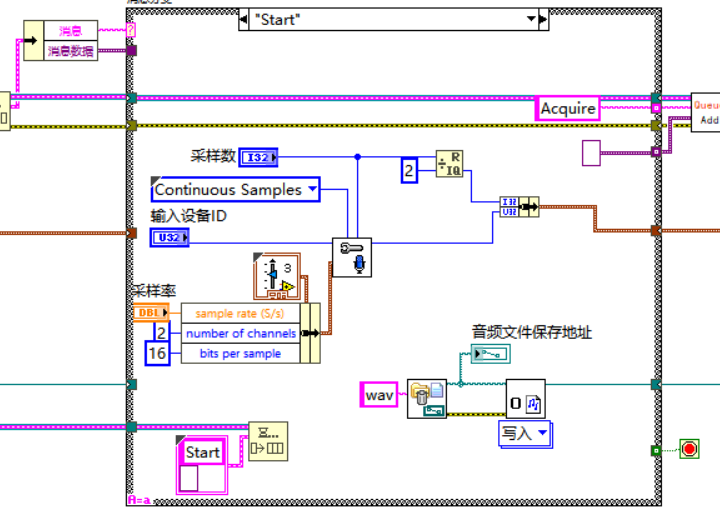 "Start"
消息
消息数据
?
Acquire
Queue
Add
采样数
I32
2
R
IQ
Continuous Samples
I32
U32
输入设备ID
U32
3
采样率
DBL
sample rate (S/s)
2
number of channels
16
bits per sample
音频文件保存地址
wav
写入
Start
A=a